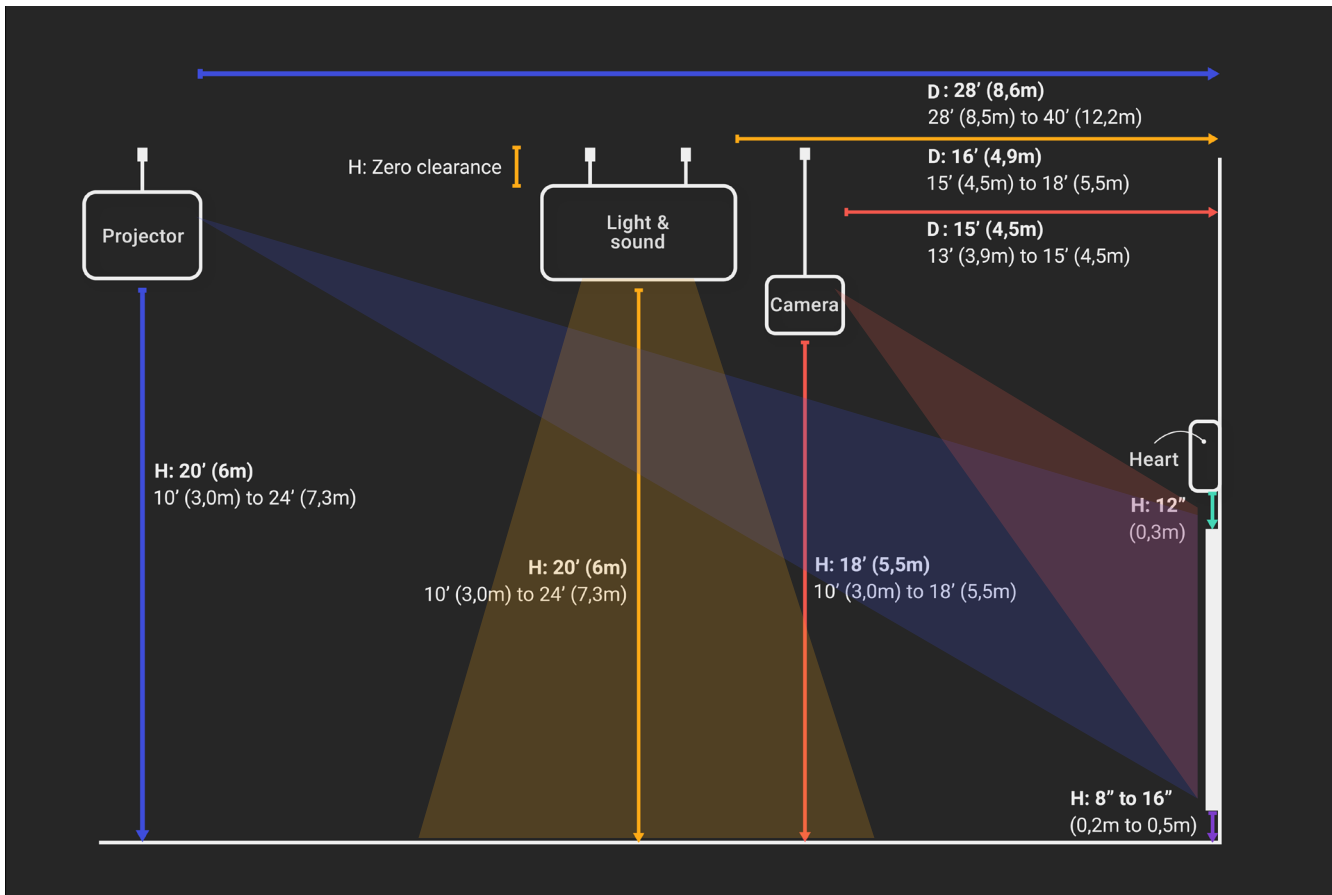 D: 28’ (8,6m)
28’ (8,5m) to 40’ (12,2m)
H: Zero clearance
D: 16’ (4,9m)
15’ (4,5m) to 18’ (5,5m)
Projector
Light &
sound
D: 15’ (4,5m)
13’ (3,9m) to 15’ (4,5m)
Camera
Heart
H: 20’ (6m)
10’ (3,0m) to 24’ (7,3m)
H: 12”
(0,3m)
H: 20’ (6m)
10’ (3,0m) to 24’ (7,3m)
H: 18’ (5,5m)
10’ (3,0m) to 18’ (5,5m)
H: 8” to 16”
(0,2m to 0,5m)